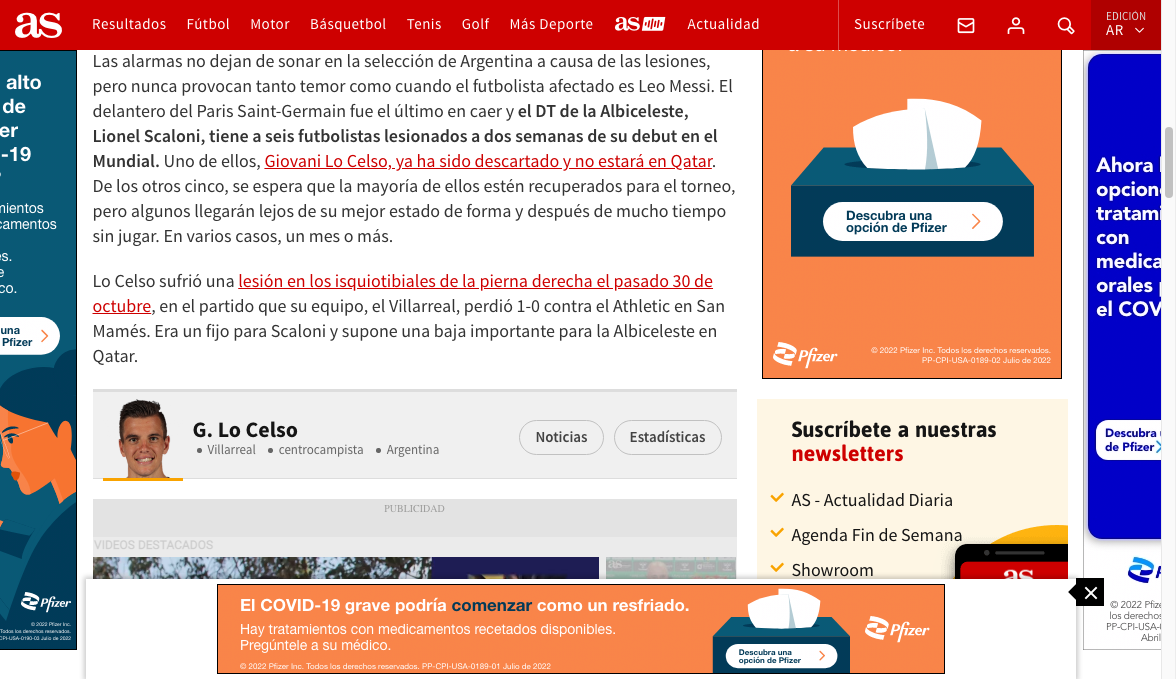 as
Resultados
Fútbol
Motor
Básquetbol
Tenis
Golf
Más Deporte
as
Actualidad
Suscríbete
EDICIÓN
AR
alto
de
er
-19
mientos
camentos
es.
e
co.
una
Pfizer
Pfizer
© 2022 Pfizer Inc.
Todos los derechos reservados.
PP-CPI-USA-0190-03 Julio de 2022
Las alarmas no dejan de sonar en la selección de Argentina a causa de las lesiones,
pero nunca provocan tanto temor como cuando el futbolista afectado es Leo Messi. El
delantero del Paris Saint-Germain fue el último en caer y el DT de la Albiceleste,
Lionel Scaloni, tiene a seis futbolistas lesionados a dos semanas de su debut en el
Mundial. Uno de ellos, Giovani Lo Celso, ya ha sido descartado y no estará en Qatar.
De los otros cinco, se espera que la mayoría de ellos estén recuperados para el torneo,
pero algunos llegarán lejos de su mejor estado de forma y después de mucho tiempo
sin jugar. En varios casos, un mes o más.
Lo Celso sufrió una lesión en los isquiotibiales de la pierna derecha el pasado 30 de
octubre, en el partido que su equipo, el Villarreal, perdió 1-0 contra el Athletic en San
Mamés. Era un fijo para Scaloni y supone una baja importante para la Albiceleste en
Qatar.
G. Lo Celso
Villarreal
centrocampista
Argentina
Noticias
Estadísticas
PUBLICIDAD
VIDEOS DESTACADOS
as
a su médico.
Descubra una
opción de Pfizer
Pfizer
© 2022 Pfizer Inc. Todos los derechos reservados.
PP-CPI-USA-0189-02 Julio de 2022
Suscríbete a nuestras
newsletters
AS - Actualidad Diaria
Agenda Fin de Semana
Showroom
as
Ahora
opcione
tratami
con
medica
orales
el COV
Descubra
de Pfizer
© 2022 Pfize
los derechos
PP-CPI-USA-
Abril
El COVID-19 grave podría comenzar como un resfriado.
Hay tratamientos con medicamentos recetados disponibles.
Pregúntele a su médico.
© 2022 Pfizer Inc. Todos los derechos reservados. PP-CPI-USA-0189-01 Julio de 2022
Descubra una
opción de Pfizer
Pfizer